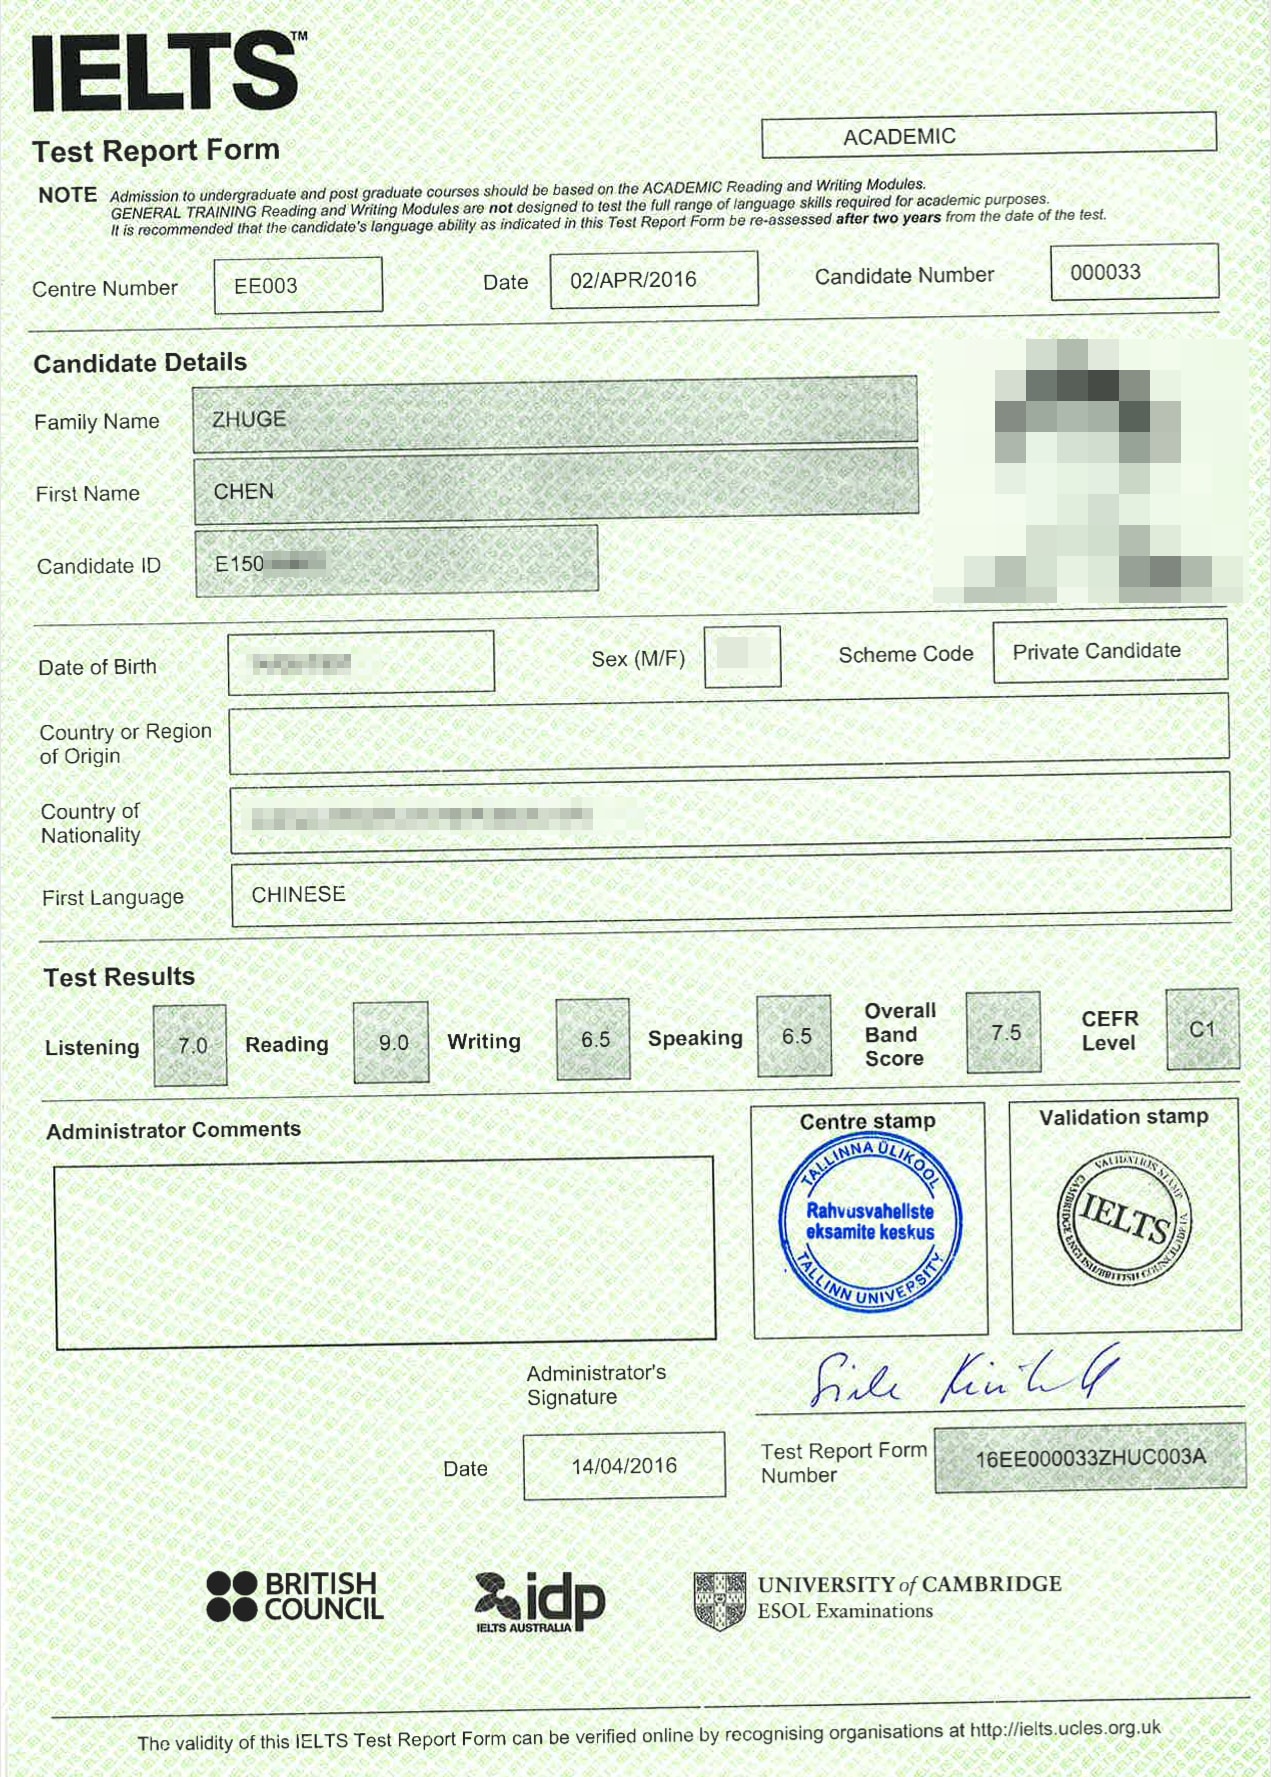 IELTS™
Test Report Form
ACADEMIC
NOTE Admission to undergraduate and post graduate courses should be based on the ACADEMIC Reading and Writing Modules.
GENERAL TRAINING Reading and Writing Modules are not designed to test the full range of language skills required for academic purposes.
It is recommended that the candidate's language ability as indicated in this Test Report Form be re-assessed after two years from the date of the test.
Centre Number EE003 Date 02/APR/2016 Candidate Number 000033
Candidate Details
Family Name ZHUGE
First Name CHEN
Candidate ID E150
Date of Birth Sex (M/F) Scheme Code Private Candidate
Country or Region
of Origin
Country of
Nationality
First Language CHINESE
Test Results
Listening 7.0 Reading 9.0 Writing 6.5 Speaking 6.5 Overall Band Score 7.5 CEFR Level C1
Administrator Comments
Centre stamp
TALLINNA ÜLIKOOL
Rahvusvaheliste
eksamite keskus
TALLINN UNIVERSITY
Validation stamp
VALIDATION STAMP
IELTS
CAMBRIDGE ENGLISH/BRITISH COUNCIL/IDP:IA
Administrator's
Signature
Date 14/04/2016
Test Report Form
Number
16EE000033ZHUC003A
BRITISH
COUNCIL
idp
IELTS AUSTRALIA
UNIVERSITY of CAMBRIDGE
ESOL Examinations
The validity of this IELTS Test Report Form can be verified online by recognising organisations at http://ielts.ucles.org.uk